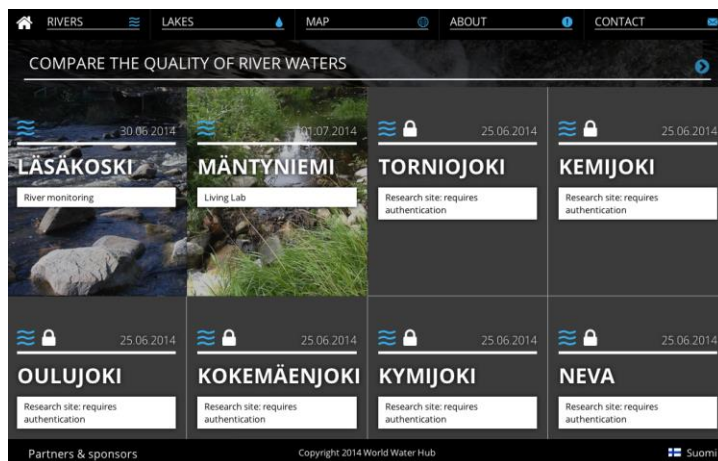 RIVERS LAKES MAP ABOUT CONTACT
COMPARE THE QUALITY OF RIVER WATERS
30.06.2014
LÄSÄKOSKI
River monitoring
01.07.2014
MÄNTYNIEMI
Living Lab
25.06.2014
TORNIOJOKI
Research site: requires
authentication
25.06.2014
KEMIJOKI
Research site: requires
authentication
25.06.2014
OULUJOKI
Research site: requires
authentication
25.06.2014
KOKEMÄENJOKI
Research site: requires
authentication
25.06.2014
KYMIJOKI
Research site: requires
authentication
25.06.2014
NEVA
Research site: requires
authentication
Partners & sponsors Copyright 2014 World Water Hub Suomi